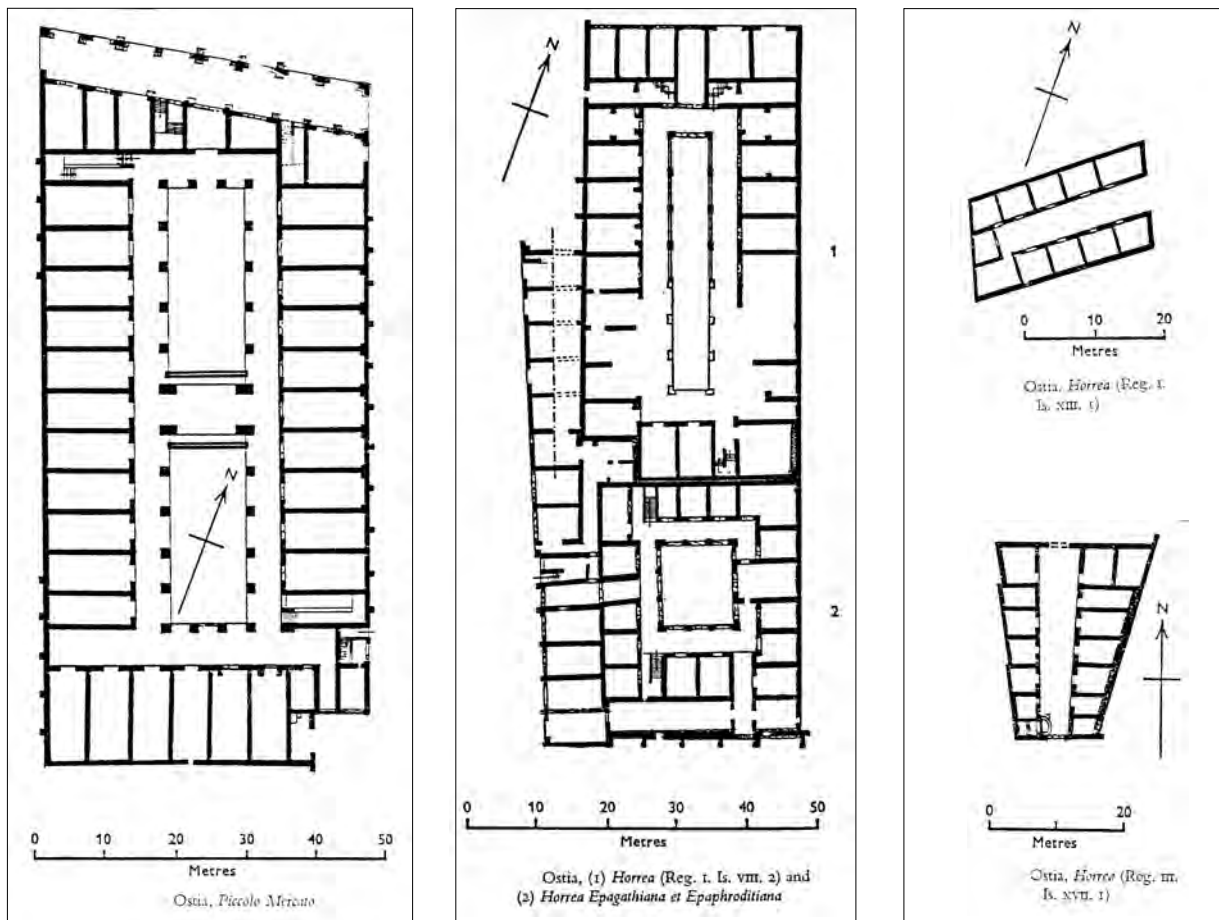 N
0 10 20 30 40 50
Metres
Ostia, Piccolo Mercato
N
1
2
0 10 20 30 40 50
Metres
Ostia, (1) Horrea (Reg. I. Is. VIII. 2) and
(2) Horrea Epagathiana et Epaphroditiana
N
0 10 20
Metres
Ostia, Horrea (Reg. I.
Is. XIII. 1)
N
0 20
Metres
Ostia, Horrea (Reg. III.
Is. XVII. 1)